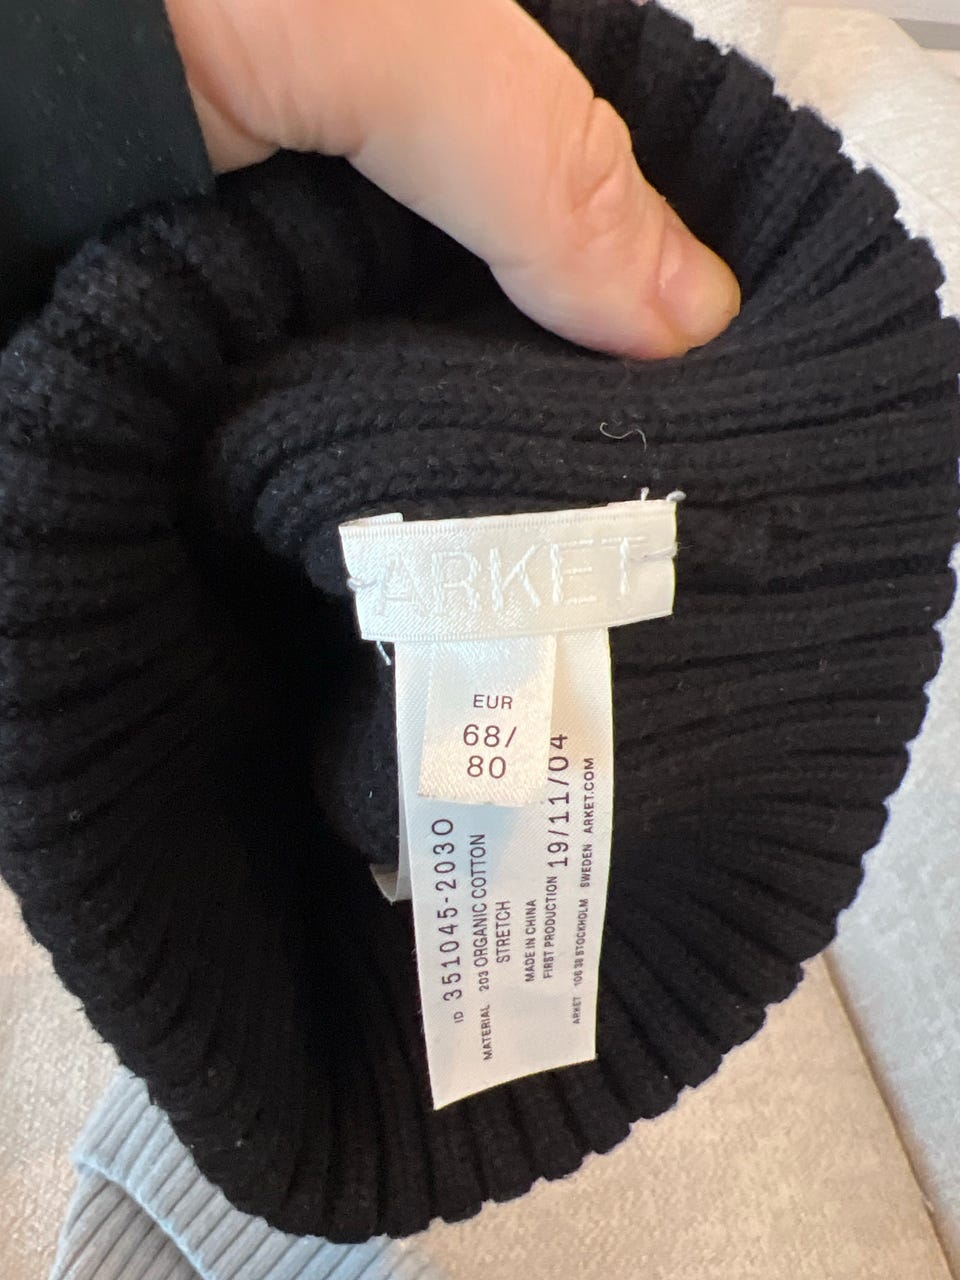 ARKET
EUR
68/
80
ID 351045-2030
MATERIAL 203 ORGANIC COTTON
STRETCH
MADE IN CHINA
FIRST PRODUCTION 19/11/04
ARKET 106 38 STOCKHOLM SWEDEN ARKET.COM